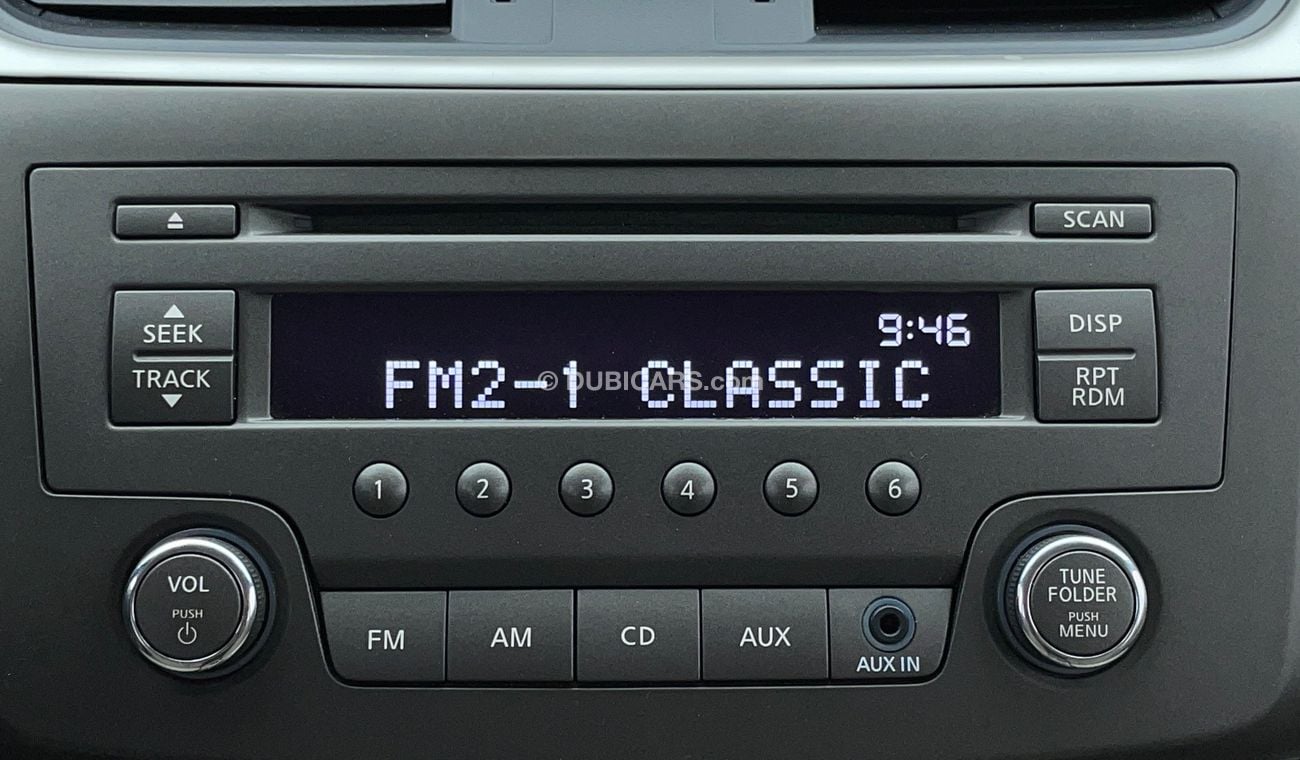 SCAN
SEEK
TRACK
9:46
FM2-1 CLASSIC
© DUBICARS.com
DISP
RPT
RDM
1 2 3 4 5 6
VOL
PUSH
FM
AM
CD
AUX
AUX IN
TUNE
FOLDER
PUSH
MENU